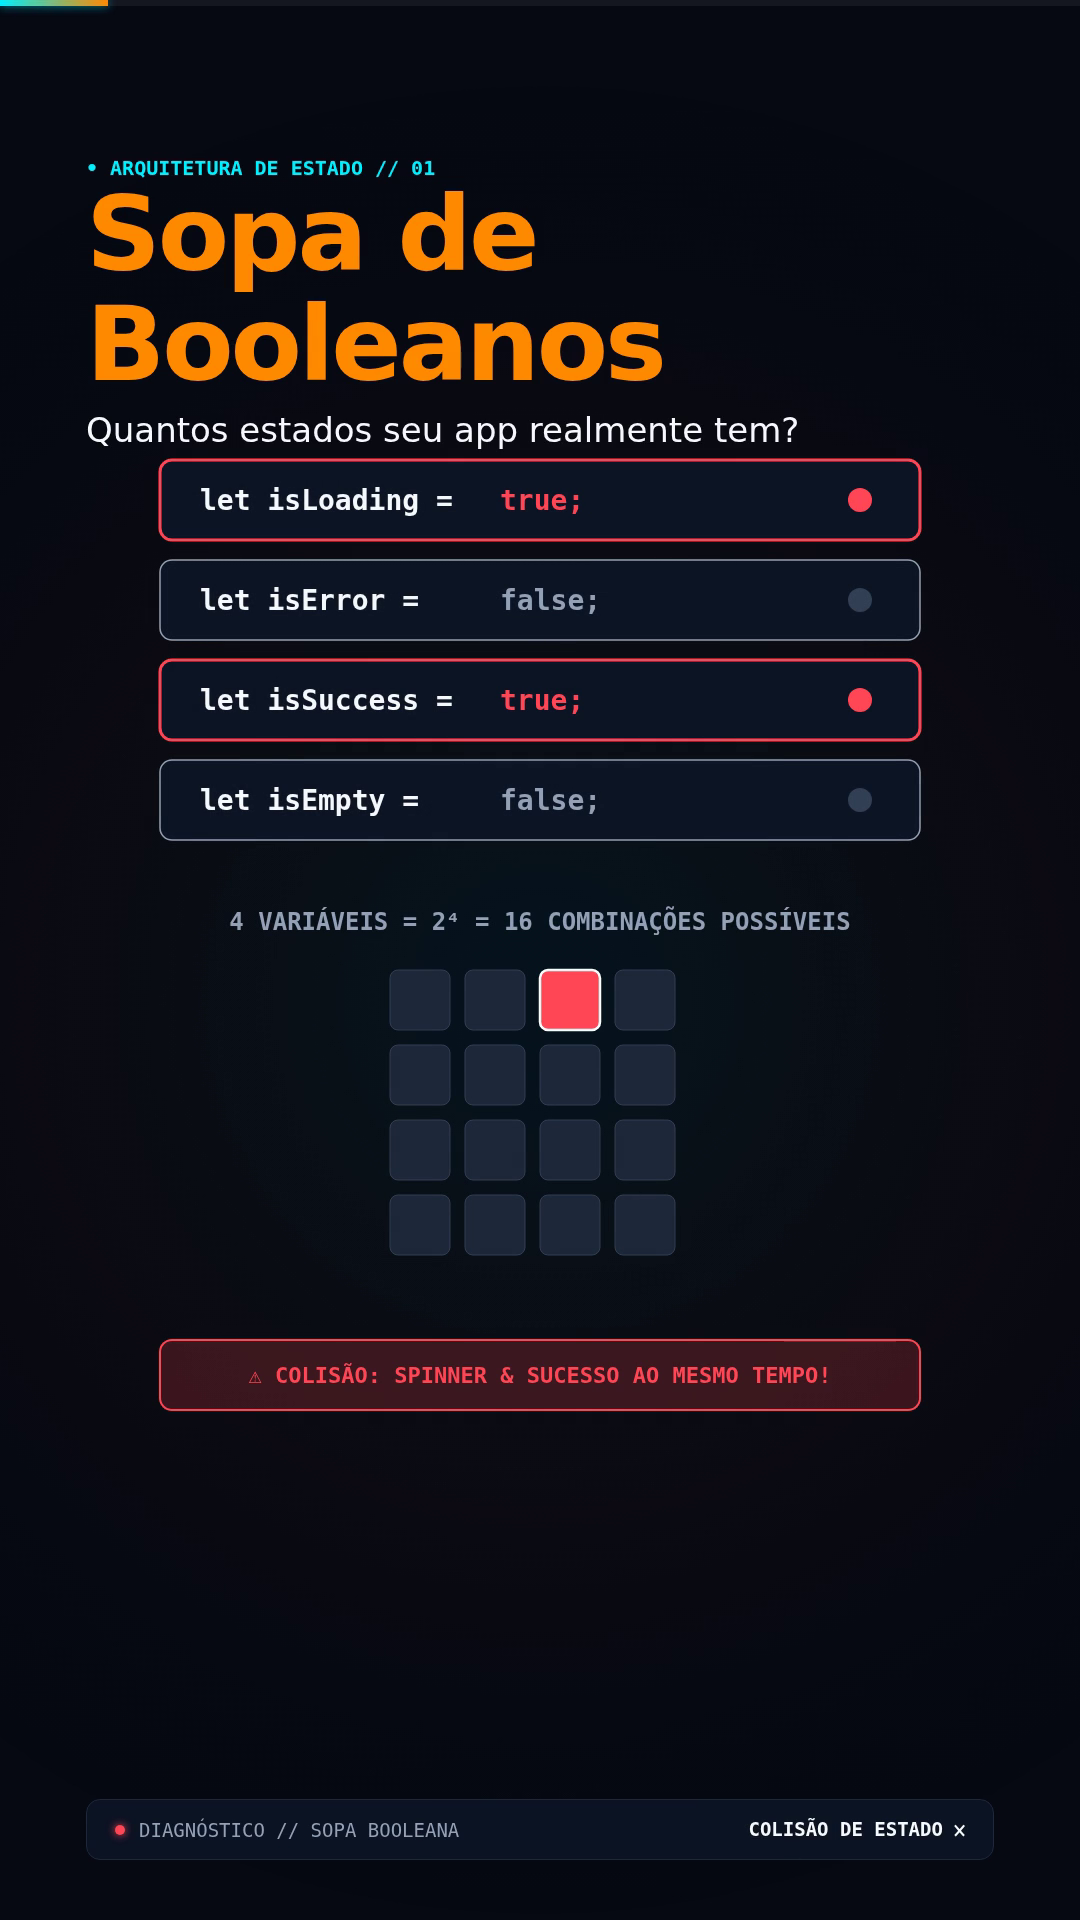 • ARQUITETURA DE ESTADO // 01
Sopa de
Booleanos
Quantos estados seu app realmente tem?
let isLoading = true;
let isError = false;
let isSuccess = true;
let isEmpty = false;
4 VARIÁVEIS = 2⁴ = 16 COMBINAÇÕES POSSÍVEIS
⚠ COLISÃO: SPINNER & SUCESSO AO MESMO TEMPO!
DIAGNÓSTICO // SOPA BOOLEANA
COLISÃO DE ESTADO ×